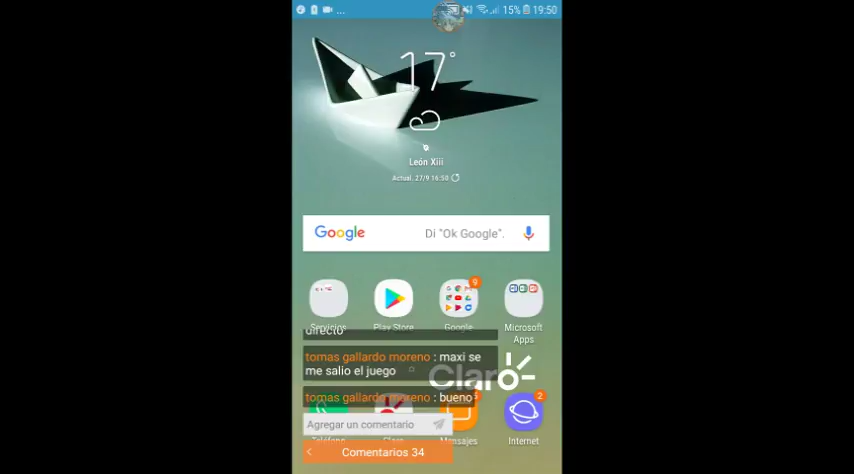 ... 15% 19:50
17°
León Xiii
Actual. 27/9 16:50
Google Di "Ok Google".
9
Servicios Play Store Google Microsoft Apps
directo
tomas gallardo moreno : maxi se
me salio el juego
Claro
tomas gallardo moreno : bueno
2
Agregar un comentario
Teléfono Claro Mensajes Internet
Comentarios 34